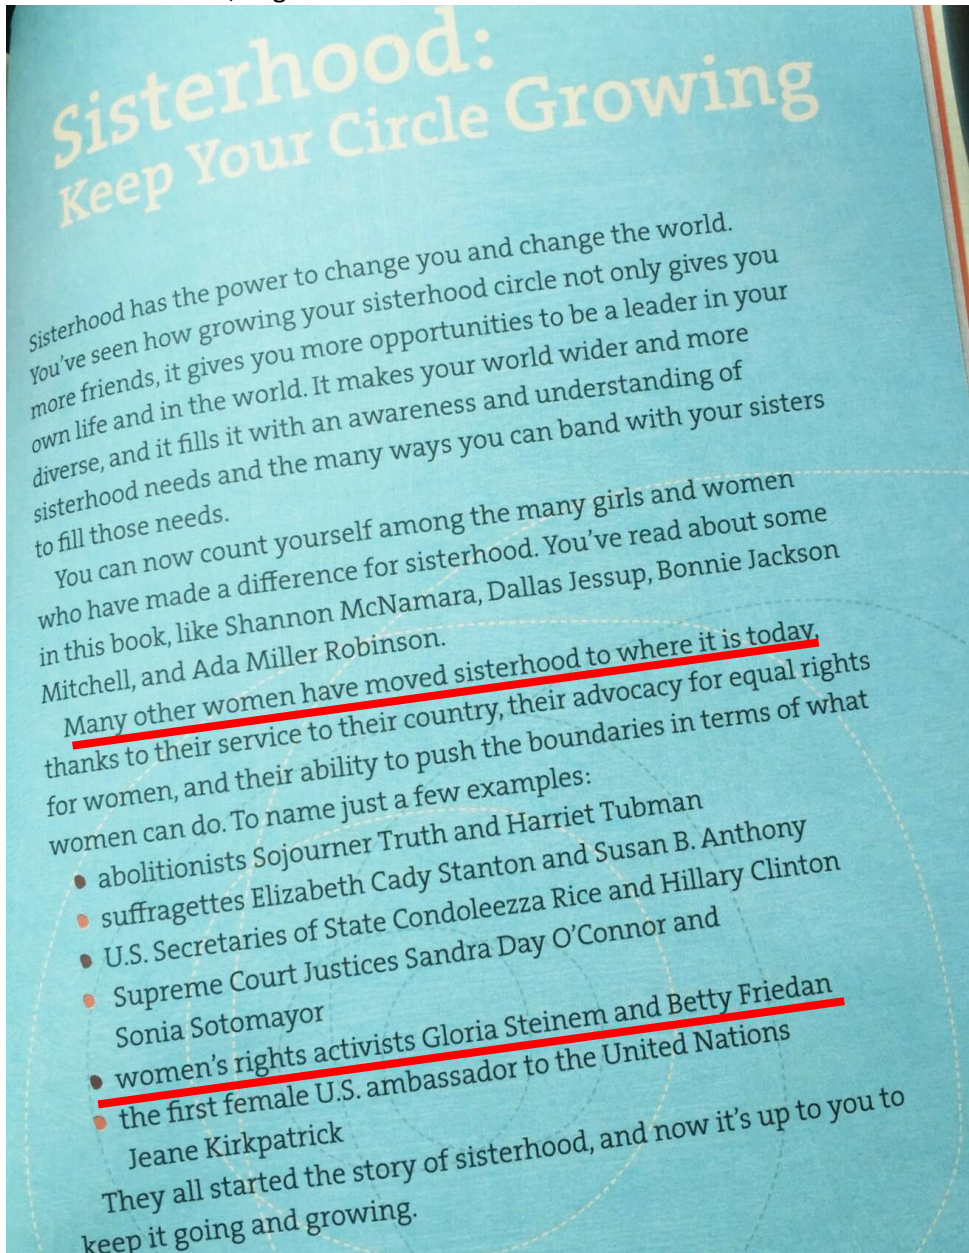 Sisterhood:
Keep Your Circle Growing
Sisterhood has the power to change you and change the world.
You've seen how growing your sisterhood circle not only gives you
more friends, it gives you more opportunities to be a leader in your
own life and in the world. It makes your world wider and more
diverse, and it fills it with an awareness and understanding of
sisterhood needs and the many ways you can band with your sisters
to fill those needs.
You can now count yourself among the many girls and women
who have made a difference for sisterhood. You've read about some
in this book, like Shannon McNamara, Dallas Jessup, Bonnie Jackson
Mitchell, and Ada Miller Robinson.
Many other women have moved sisterhood to where it is today,
thanks to their service to their country, their advocacy for equal rights
for women, and their ability to push the boundaries in terms of what
women can do. To name just a few examples:
• abolitionists Sojourner Truth and Harriet Tubman
• suffragettes Elizabeth Cady Stanton and Susan B. Anthony
• U.S. Secretaries of State Condoleezza Rice and Hillary Clinton
• Supreme Court Justices Sandra Day O'Connor and
Sonia Sotomayor
• women's rights activists Gloria Steinem and Betty Friedan
• the first female U.S. ambassador to the United Nations
Jeane Kirkpatrick
They all started the story of sisterhood, and now it's up to you to
keep it going and growing.